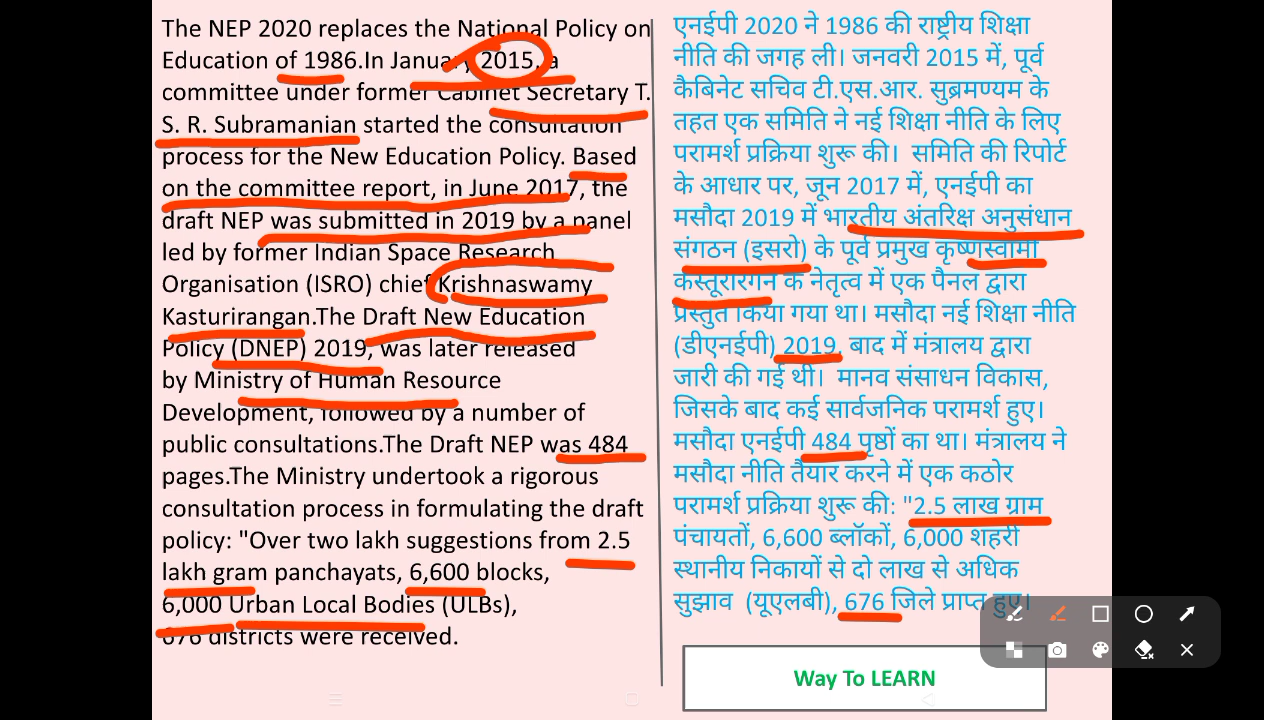 The NEP 2020 replaces the National Policy on
Education of 1986.In January 2015, a
committee under former Cabinet Secretary T.
S. R. Subramanian started the consultation
process for the New Education Policy. Based
on the committee report, in June 2017, the
draft NEP was submitted in 2019 by a panel
led by former Indian Space Research
Organisation (ISRO) chief Krishnaswamy
Kasturirangan.The Draft New Education
Policy (DNEP) 2019, was later released
by Ministry of Human Resource
Development, followed by a number of
public consultations.The Draft NEP was 484
pages.The Ministry undertook a rigorous
consultation process in formulating the draft
policy: "Over two lakh suggestions from 2.5
lakh gram panchayats, 6,600 blocks,
6,000 Urban Local Bodies (ULBs),
676 districts were received.
एनईपी 2020 ने 1986 की राष्ट्रीय शिक्षा
नीति की जगह ली। जनवरी 2015 में, पूर्व
कैबिनेट सचिव टी.एस.आर. सुब्रमण्यम के
तहत एक समिति ने नई शिक्षा नीति के लिए
परामर्श प्रक्रिया शुरू की।  समिति की रिपोर्ट
के आधार पर, जून 2017 में, एनईपी का
मसौदा 2019 में भारतीय अंतरिक्ष अनुसंधान
संगठन (इसरो) के पूर्व प्रमुख कृष्णस्वामी
कस्तूरीरंगन के नेतृत्व में एक पैनल द्वारा
प्रस्तुत किया गया था। मसौदा नई शिक्षा नीति
(डीएनईपी) 2019, बाद में मंत्रालय द्वारा
जारी की गई थी।  मानव संसाधन विकास,
जिसके बाद कई सार्वजनिक परामर्श हुए।
मसौदा एनईपी 484 पृष्ठों का था। मंत्रालय ने
मसौदा नीति तैयार करने में एक कठोर
परामर्श प्रक्रिया शुरू की: "2.5 लाख ग्राम
पंचायतों, 6,600 ब्लॉकों, 6,000 शहरी
स्थानीय निकायों से दो लाख से अधिक
सुझाव  (यूएलबी), 676 जिले प्राप्त हुए।
Way To LEARN